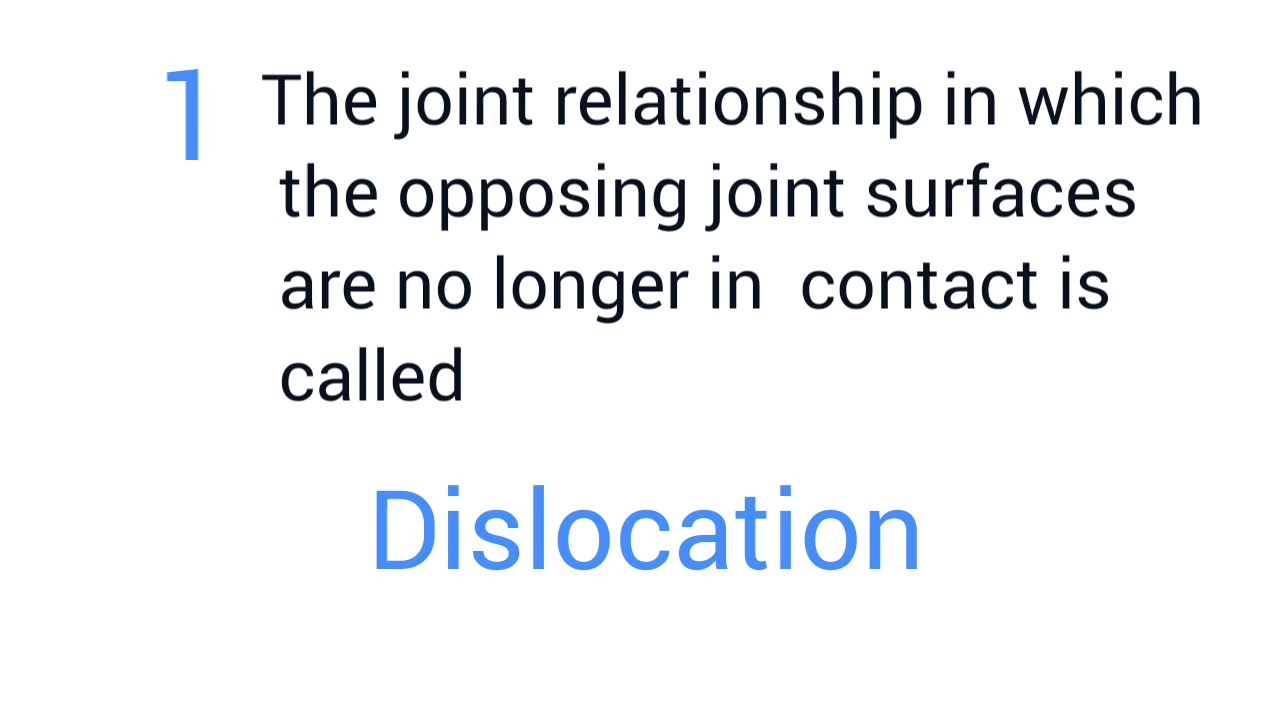 1 The joint relationship in which
the opposing joint surfaces
are no longer in  contact is
called
Dislocation